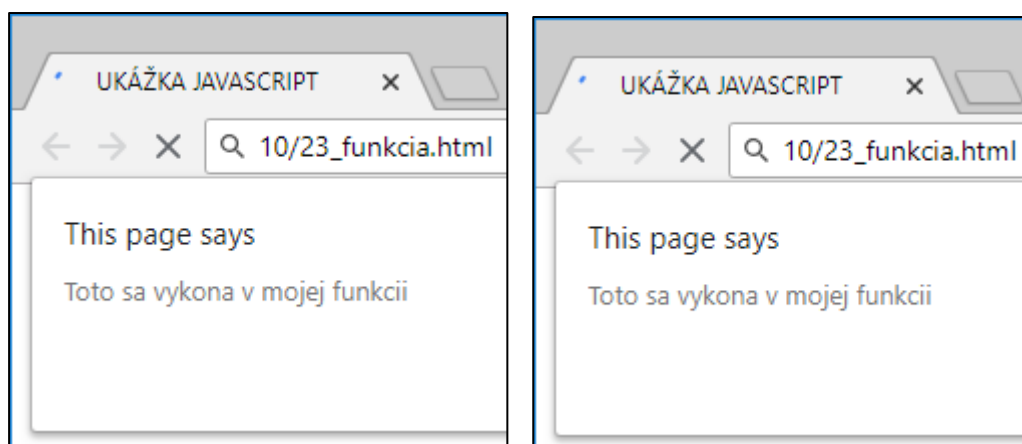 UKÁŽKA JAVASCRIPT
10/23_funkcia.html
This page says
Toto sa vykona v mojej funkcii
UKÁŽKA JAVASCRIPT
10/23_funkcia.html
This page says
Toto sa vykona v mojej funkcii